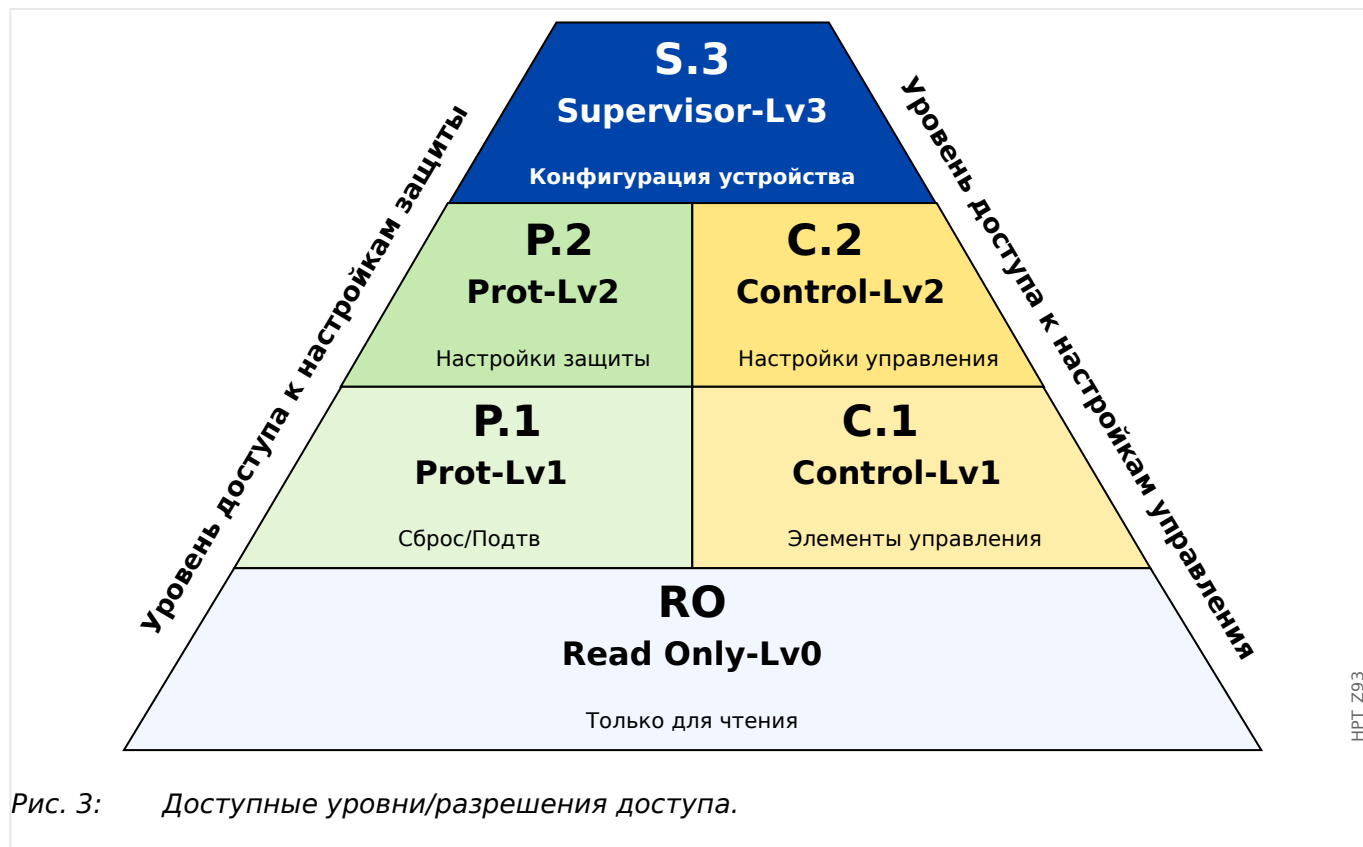 S.3
Supervisor-Lv3
Конфигурация устройства
Уровень доступа к настройкам защиты
Уровень доступа к настройкам управления
P.2
Prot-Lv2
Настройки защиты
C.2
Control-Lv2
Настройки управления
P.1
Prot-Lv1
Сброс/Подтв
C.1
Control-Lv1
Элементы управления
RO
Read Only-Lv0
Только для чтения
HPT_Z93
Рис. 3: Доступные уровни/разрешения доступа.